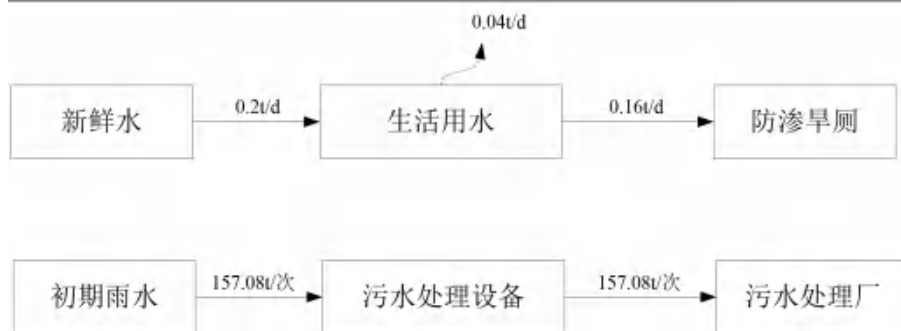 0.04t/d
新鲜水 0.2t/d 生活用水 0.16t/d 防渗旱厕
初期雨水 157.08t/次 污水处理设备 157.08t/次 污水处理厂